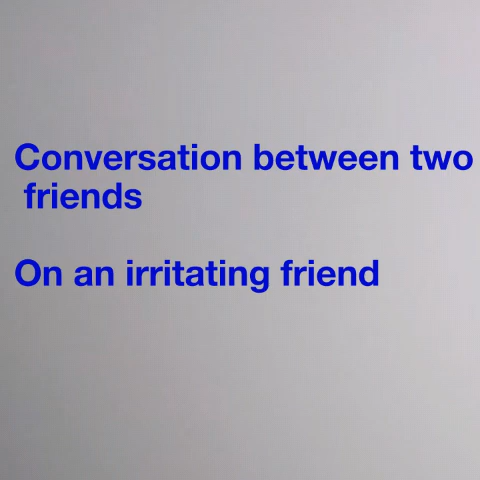 Conversation between two
friends
On an irritating friend